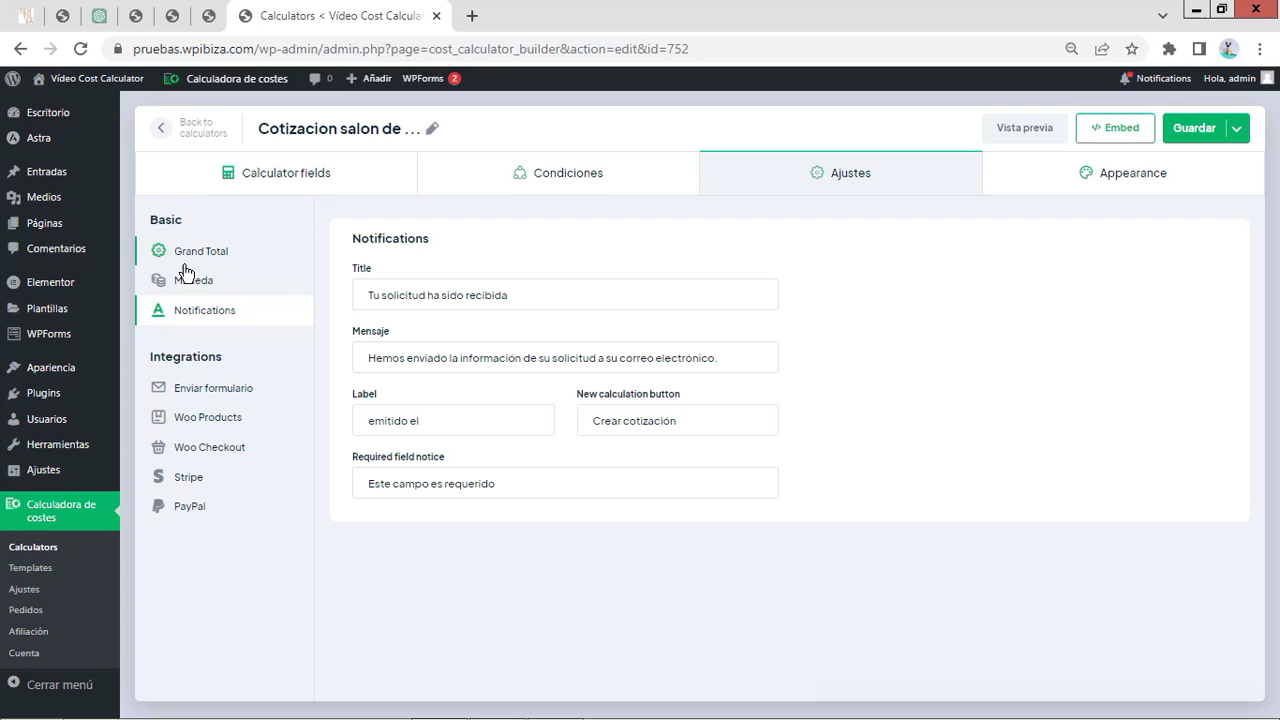 Calculators < Vídeo Cost Calcula
pruebas.wpibiza.com/wp-admin/admin.php?page=cost_calculator_builder&action=edit&id=752
Vídeo Cost Calculator
Calculadora de costes
0
Añadir
WPForms 2
Notifications
Hola, admin
Escritorio
Astra
Entradas
Medios
Páginas
Comentarios
Elementor
Plantillas
WPForms
Apariencia
Plugins
Usuarios
Herramientas
Ajustes
Calculadora de
costes
Calculators
Templates
Ajustes
Pedidos
Afiliación
Cuenta
Cerrar menú
Back to
calculators
Cotizacion salon de ...
Vista previa
Embed
Guardar
Calculator fields
Condiciones
Ajustes
Appearance
Basic
Grand Total
Notifications
Integrations
Enviar formulario
Woo Products
Woo Checkout
Stripe
PayPal
Notifications
Title
Tu solicitud ha sido recibida
Mensaje
Hemos enviado la información de su solicitud a su correo electrónico.
Label
New calculation button
emitido el
Crear cotización
Required field notice
Este campo es requerido